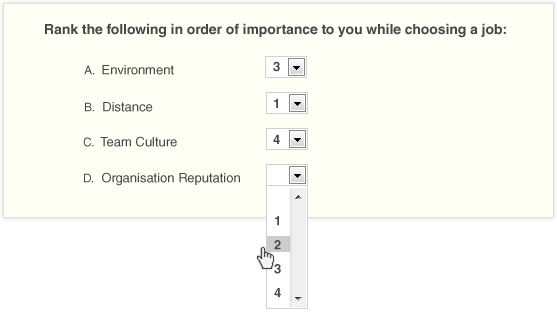 Rank the following in order of importance to you while choosing a job:
A. Environment 3
B. Distance 1
C. Team Culture 4
D. Organisation Reputation
1
2
3
4